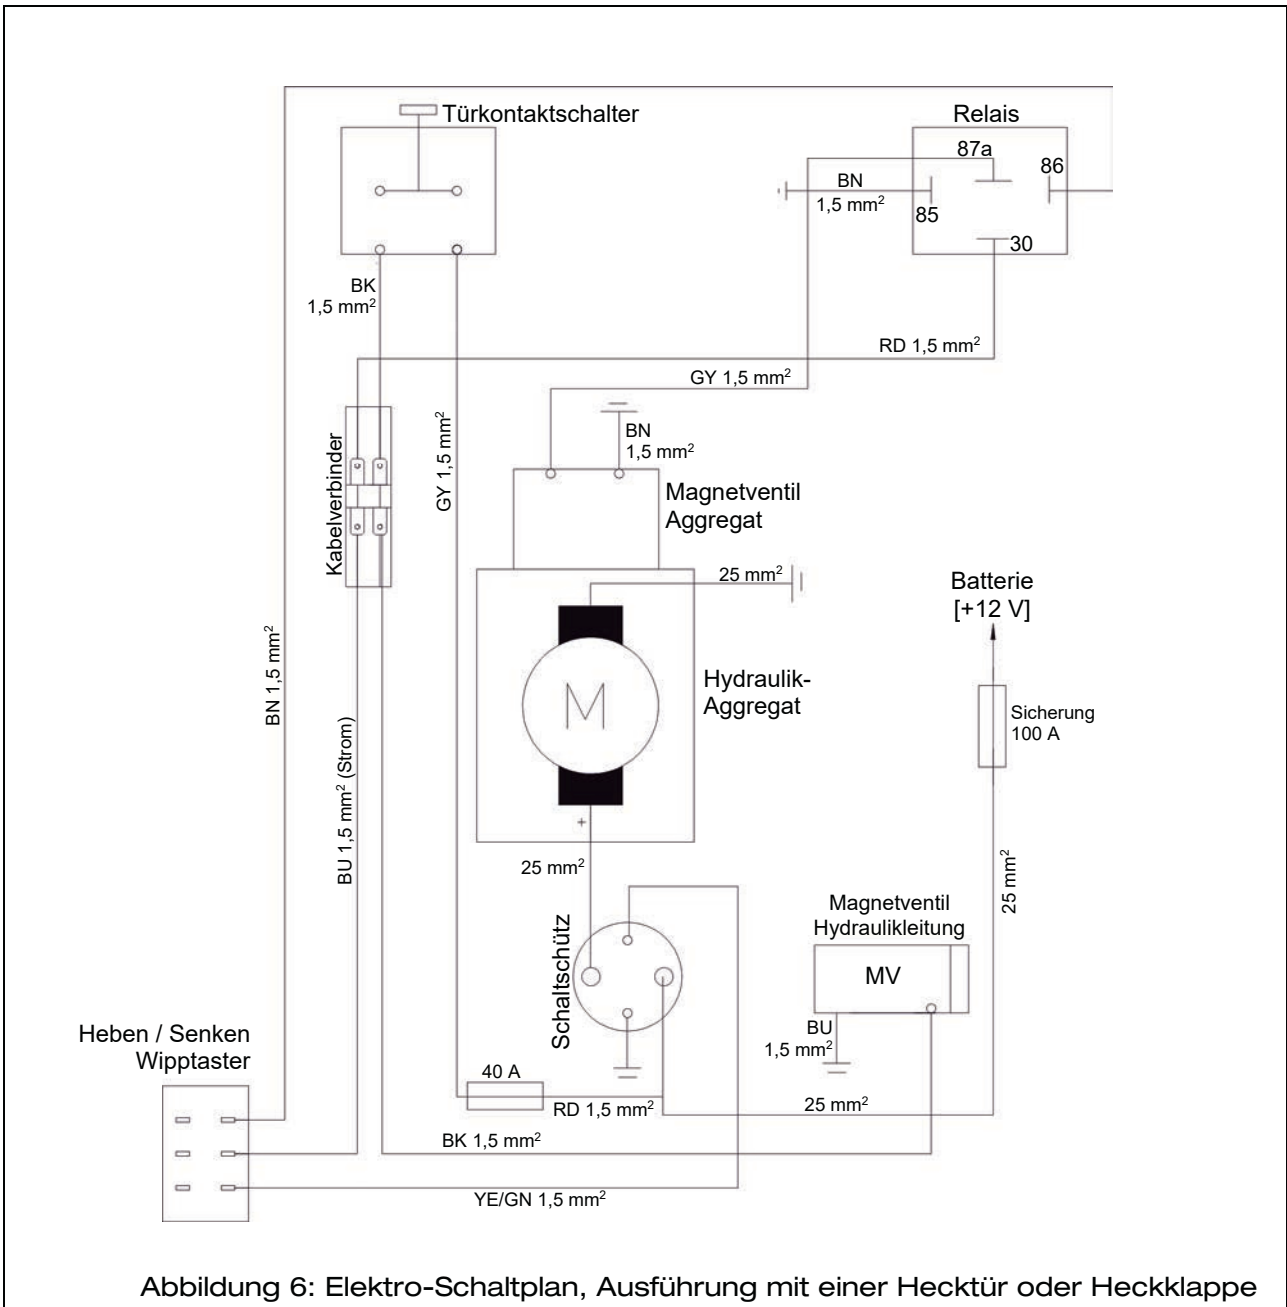 Türkontaktschalter
Relais
87a
86
BN
1,5 mm²
85
30
BK
1,5 mm²
RD 1,5 mm²
GY 1,5 mm²
GY 1,5 mm²
BN
1,5 mm²
Kabelverbinder
Magnetventil
Aggregat
25 mm²
Batterie
[+12 V]
BN 1,5 mm²
M
Hydraulik-
Aggregat
Sicherung
100 A
BU 1,5 mm² (Strom)
+
25 mm²
25 mm²
Magnetventil
Hydraulikleitung
Schaltschütz
MV
Heben / Senken
Wipptaster
BU
1,5 mm²
40 A
RD 1,5 mm²
25 mm²
BK 1,5 mm²
YE/GN 1,5 mm²
Abbildung 6: Elektro-Schaltplan, Ausführung mit einer Hecktür oder Heckklappe